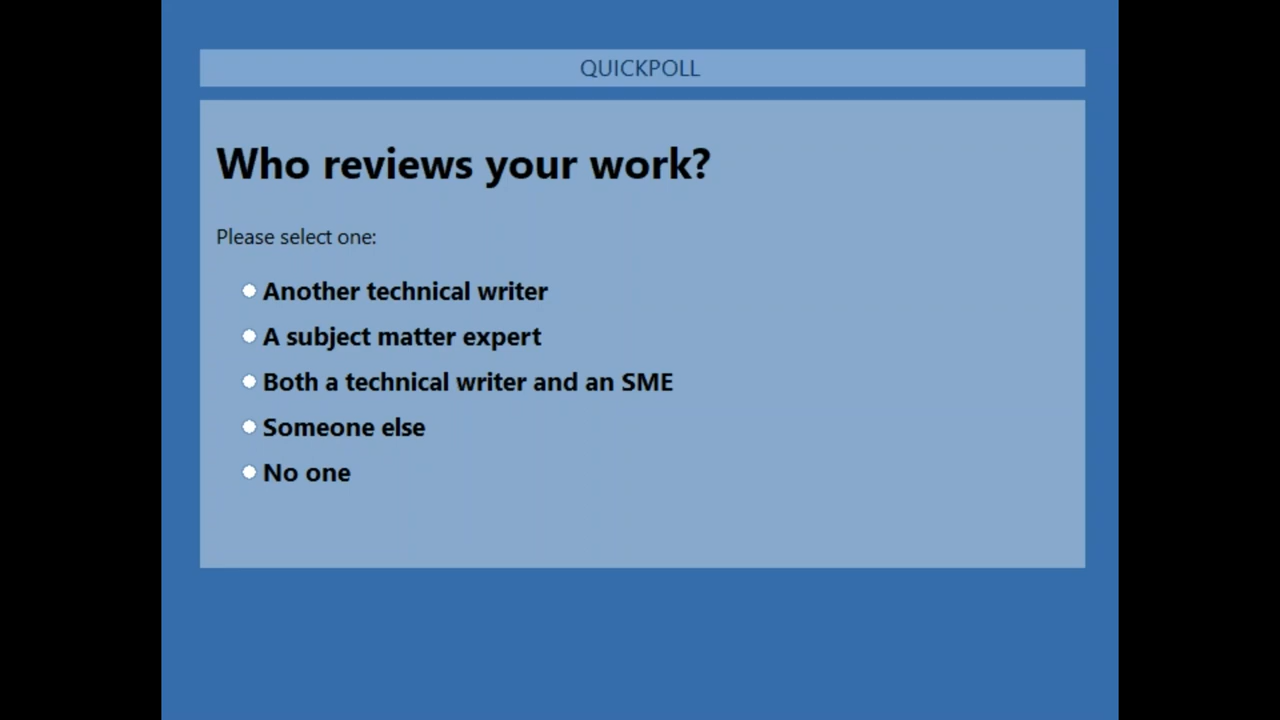 QUICKPOLL
Who reviews your work?
Please select one:
Another technical writer
A subject matter expert
Both a technical writer and an SME
Someone else
No one